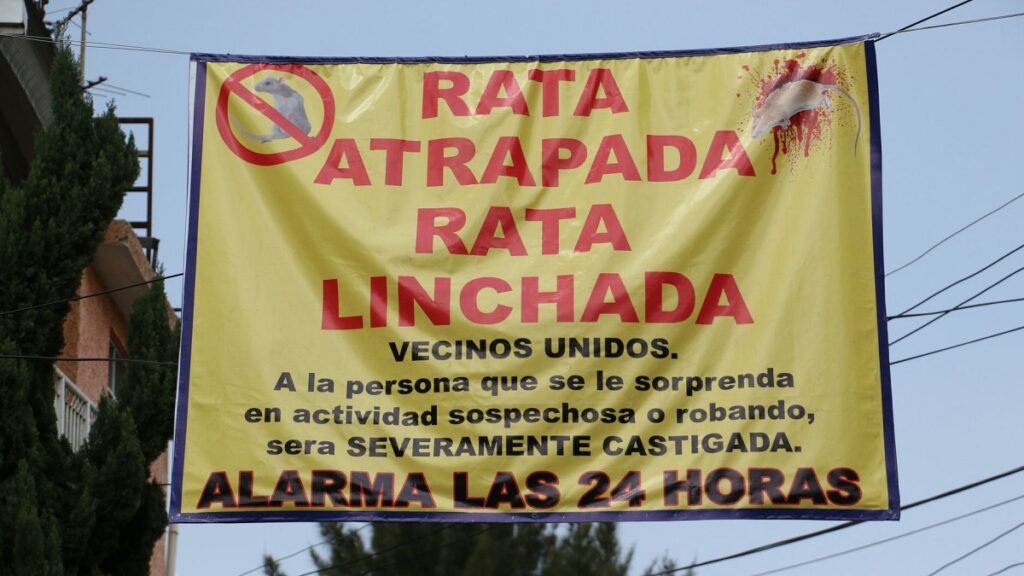 RATA
ATRAPADA
RATA
LINCHADA
VECINOS UNIDOS.
A la persona que se le sorprenda
en actividad sospechosa o robando,
sera SEVERAMENTE CASTIGADA.
ALARMA LAS 24 HORAS